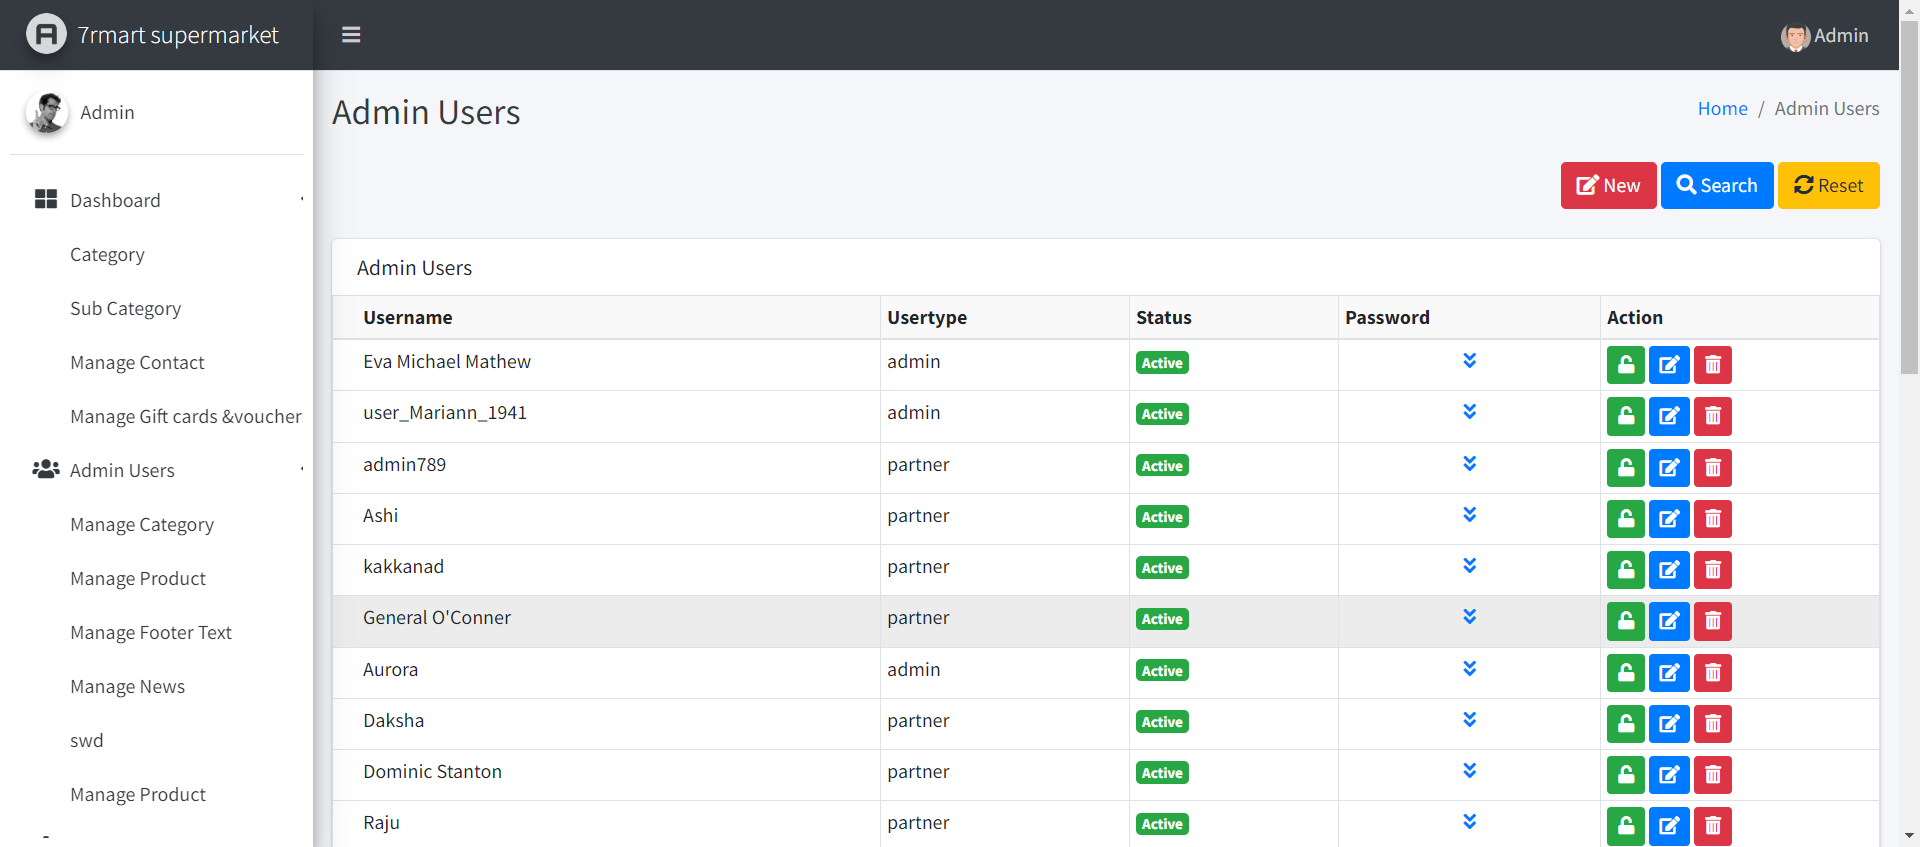 7rmart supermarket
Admin
Admin
Admin Users
Home / Admin Users
New Search Reset
Dashboard
Category
Sub Category
Manage Contact
Manage Gift cards &voucher
Admin Users
Manage Category
Manage Product
Manage Footer Text
Manage News
swd
Manage Product
Admin Users
Username Usertype Status Password Action
Eva Michael Mathew admin Active
user_Mariann_1941 admin Active
admin789 partner Active
Ashi partner Active
kakkanad partner Active
General O'Conner partner Active
Aurora admin Active
Daksha partner Active
Dominic Stanton partner Active
Raju partner Active